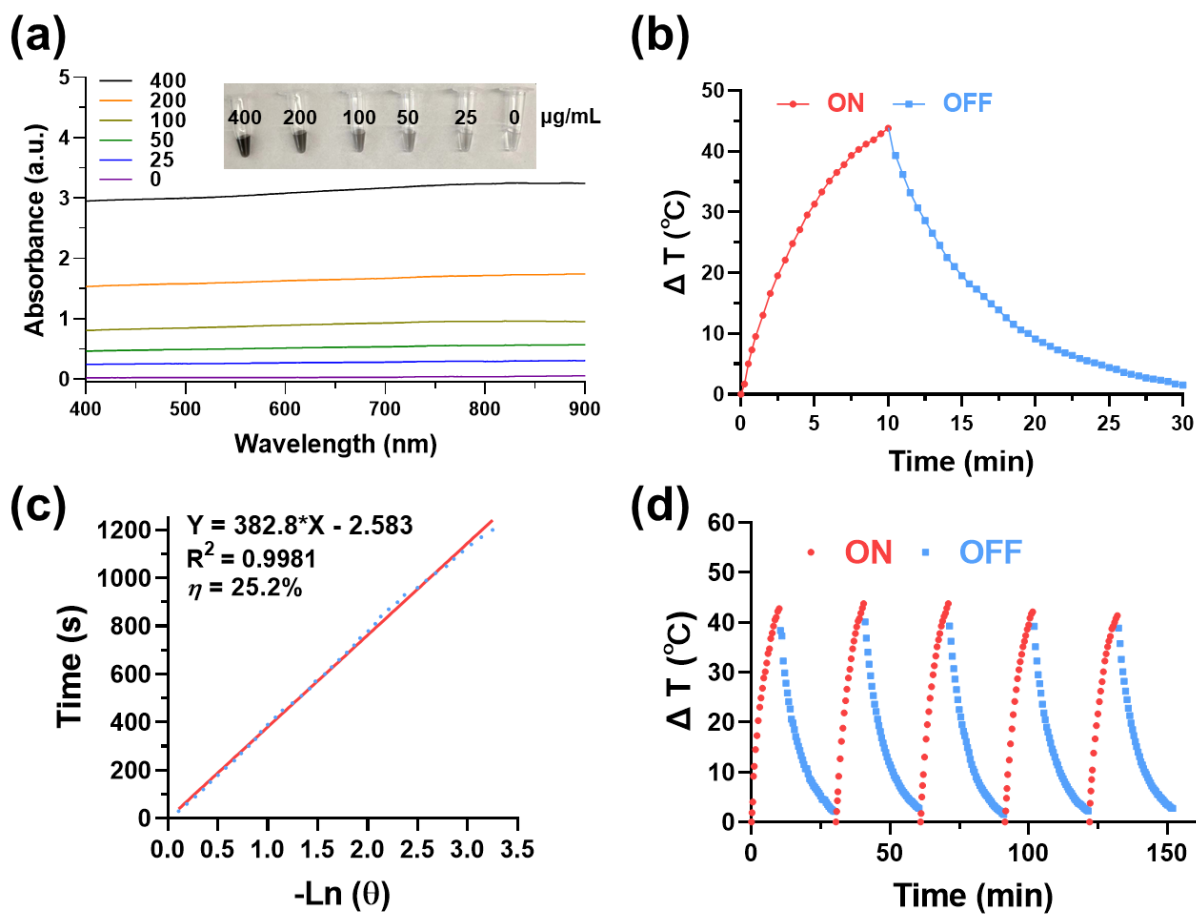 (a)
400
200
100
50
25
0
400 200 100 50 25 0 µg/mL
5
4
3
2
1
0
Absorbance (a.u.)
400 500 600 700 800 900
Wavelength (nm)
(b)
ON OFF
50
40
30
20
10
0
Δ T (°C)
0 5 10 15 20 25 30
Time (min)
(c)
Y = 382.8*X - 2.583
R² = 0.9981
η = 25.2%
1200
1000
800
600
400
200
0
Time (s)
0.0 0.5 1.0 1.5 2.0 2.5 3.0 3.5
-Ln (θ)
(d)
ON OFF
60
50
40
30
20
10
0
Δ T (°C)
0 50 100 150
Time (min)